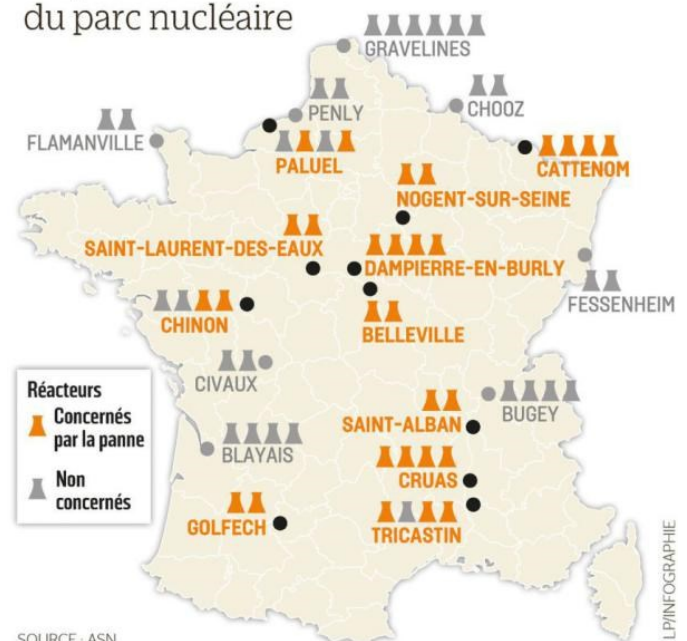 du parc nucléaire
GRAVELINES
CHOOZ
PENLY
FLAMANVILLE
PALUEL
CATTENOM
NOGENT-SUR-SEINE
SAINT-LAURENT-DES-EAUX
DAMPIERRE-EN-BURLY
FESSENHEIM
CHINON
BELLEVILLE
CIVAUX
Réacteurs
Concernés
par la panne
Non
concernés
BUGEY
SAINT-ALBAN
BLAYAIS
CRUAS
GOLFECH
TRICASTIN
LP/INFOGRAPHIE
SOURCE : ASN